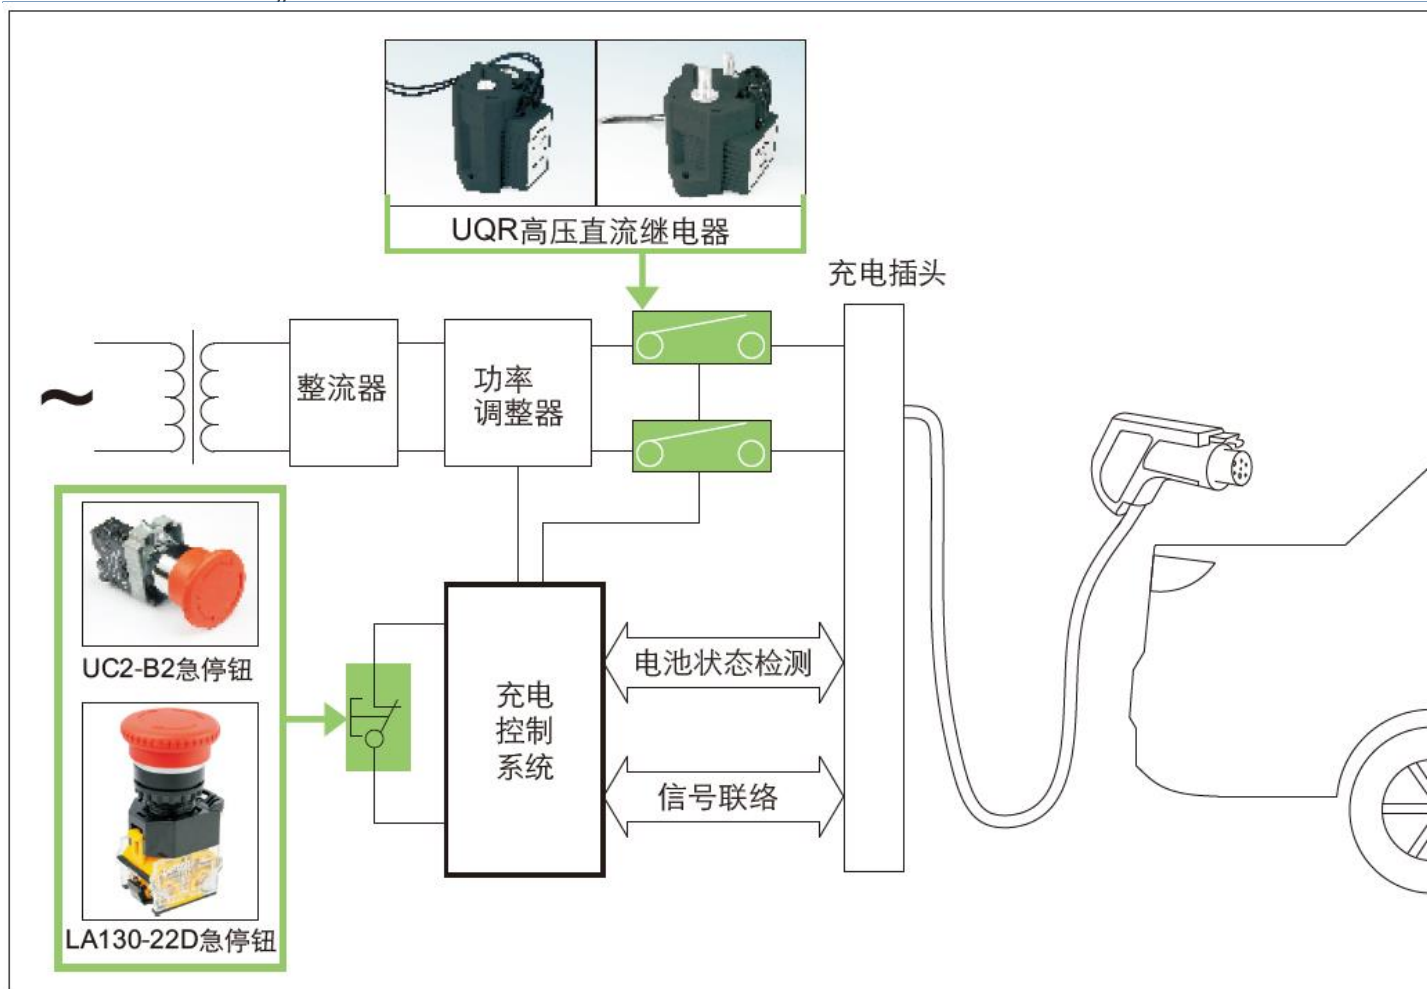 UQR高压直流继电器
充电插头
整流器
功率
调整器
UC2-B2急停钮
电池状态检测
充电
控制
系统
信号联络
LA130-22D急停钮